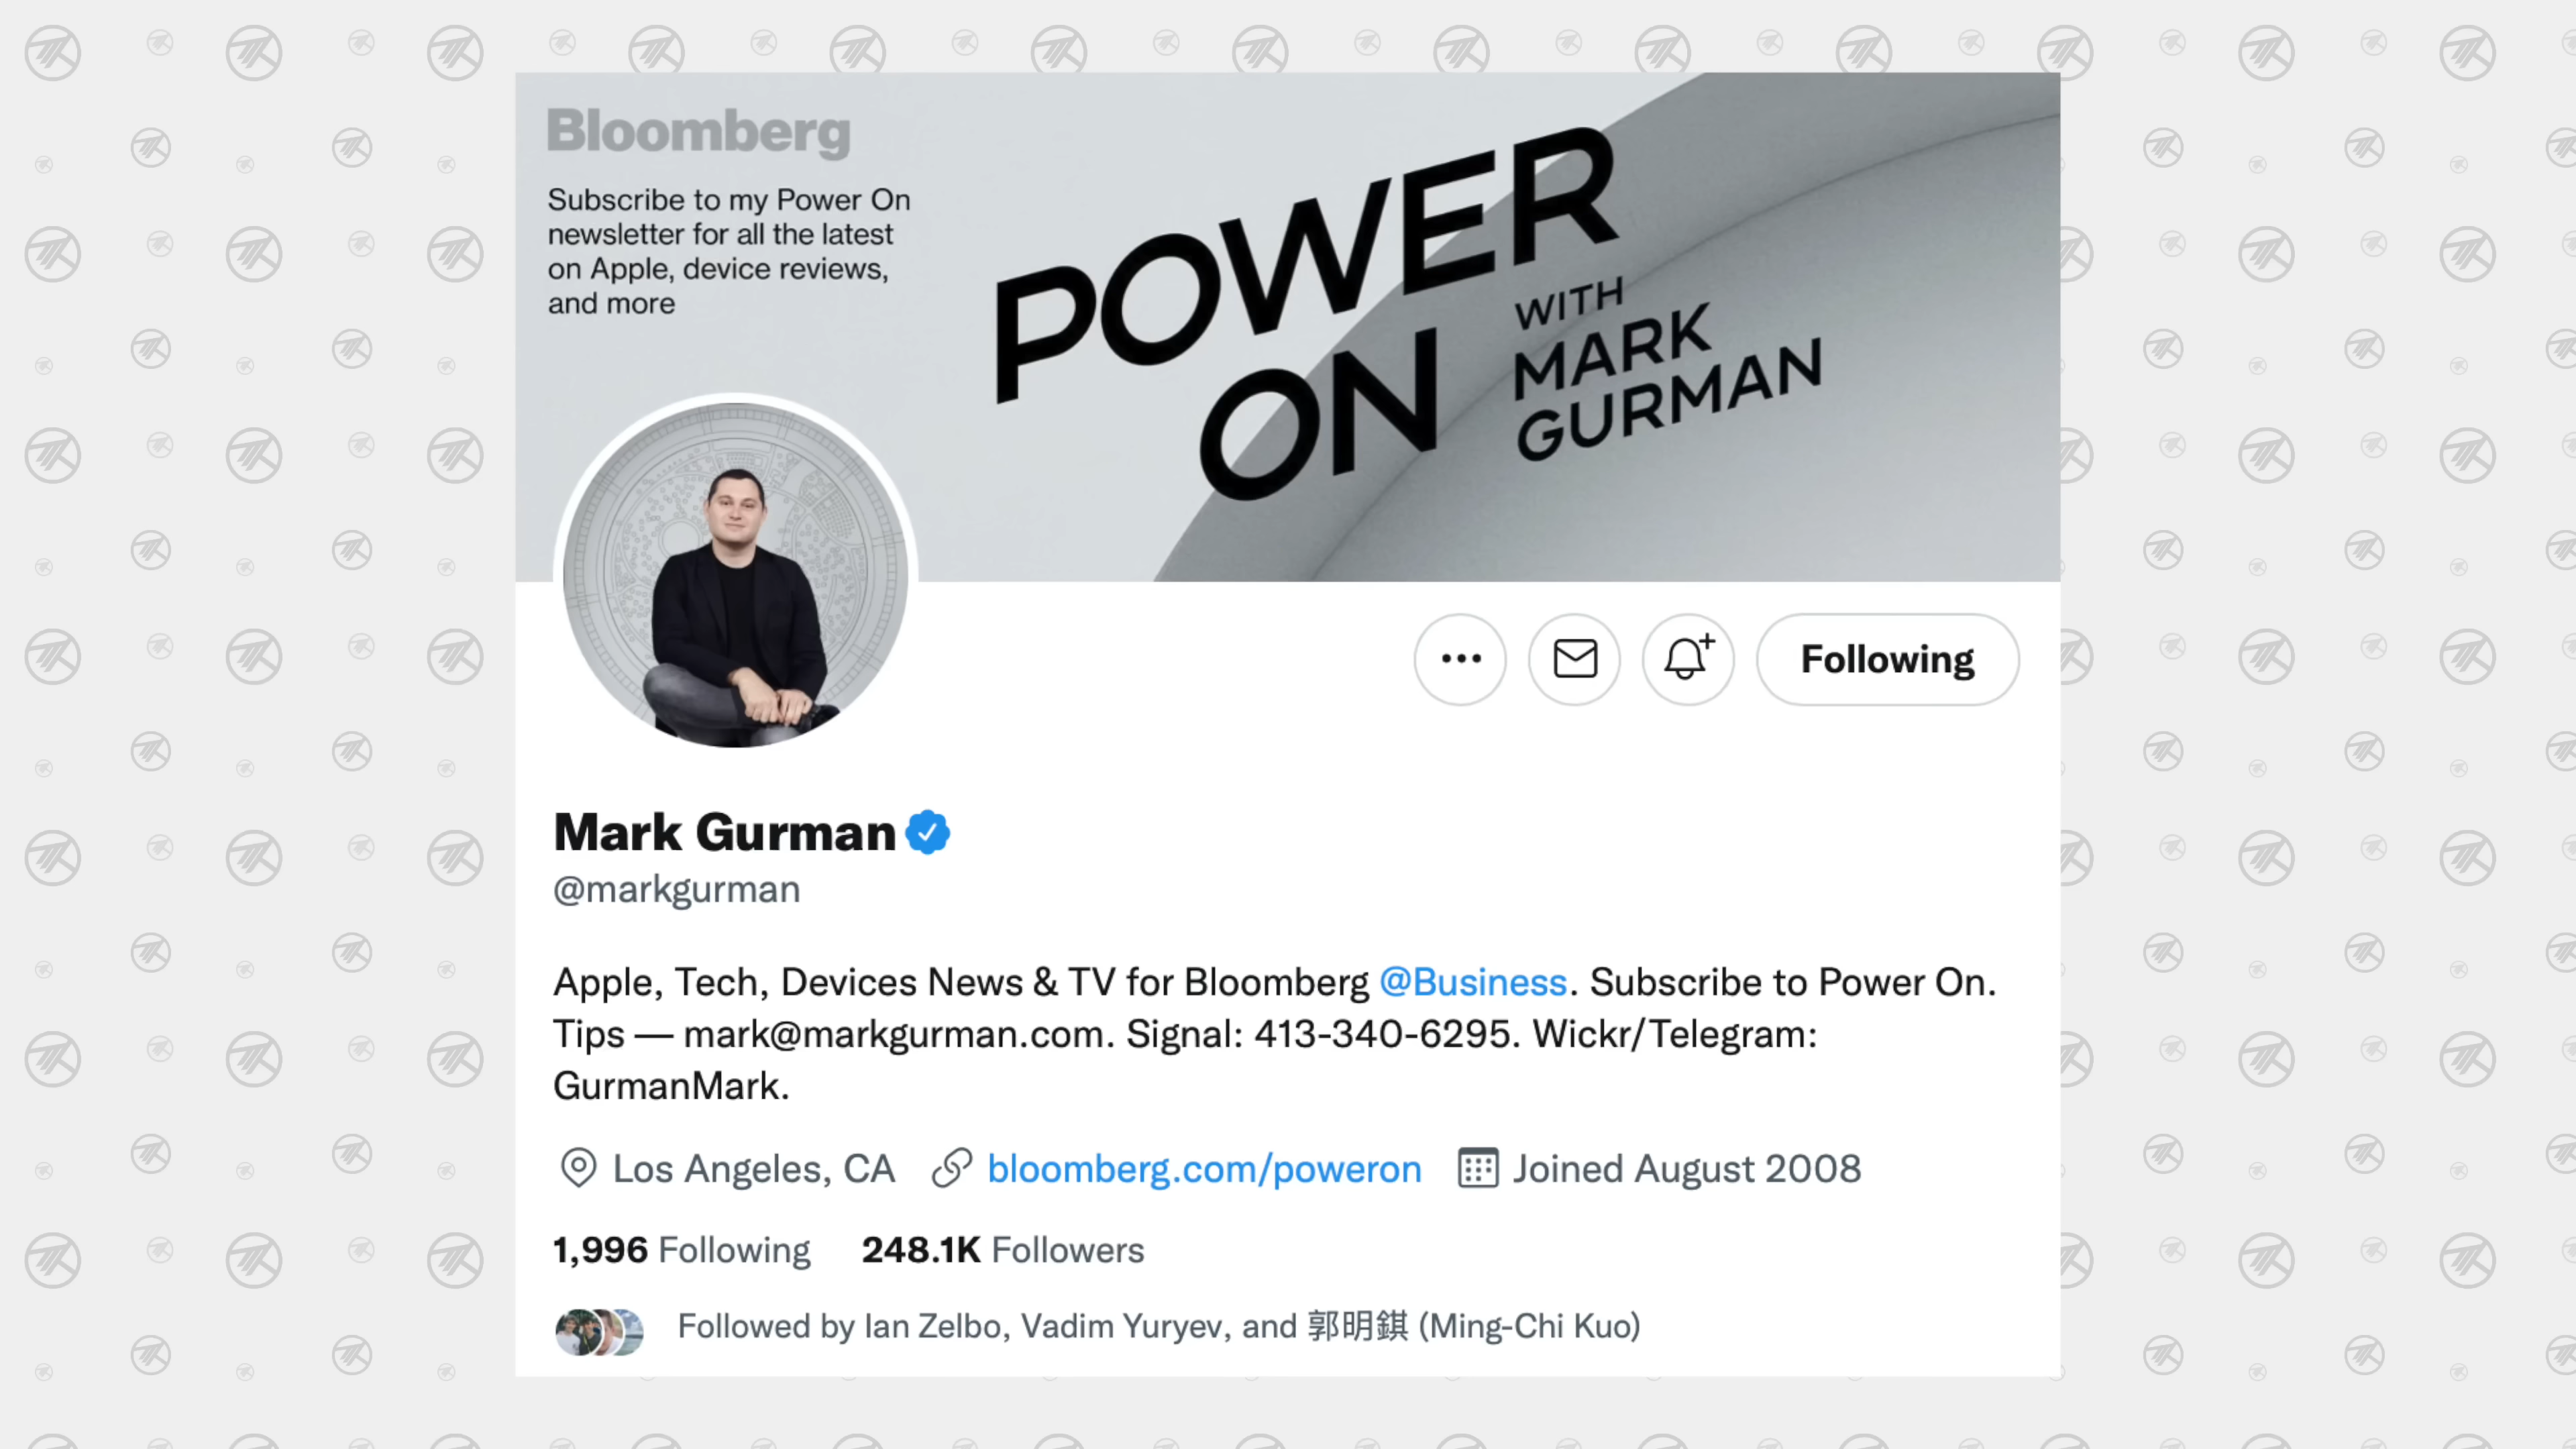 Bloomberg
Subscribe to my Power On
newsletter for all the latest
on Apple, device reviews,
and more
POWER
ON
WITH
MARK
GURMAN
Following
Mark Gurman
@markgurman
Apple, Tech, Devices News & TV for Bloomberg @Business. Subscribe to Power On.
Tips — mark@markgurman.com. Signal: 413-340-6295. Wickr/Telegram:
GurmanMark.
Los Angeles, CA bloomberg.com/poweron Joined August 2008
1,996 Following 248.1K Followers
Followed by Ian Zelbo, Vadim Yuryev, and 郭明錤 (Ming-Chi Kuo)